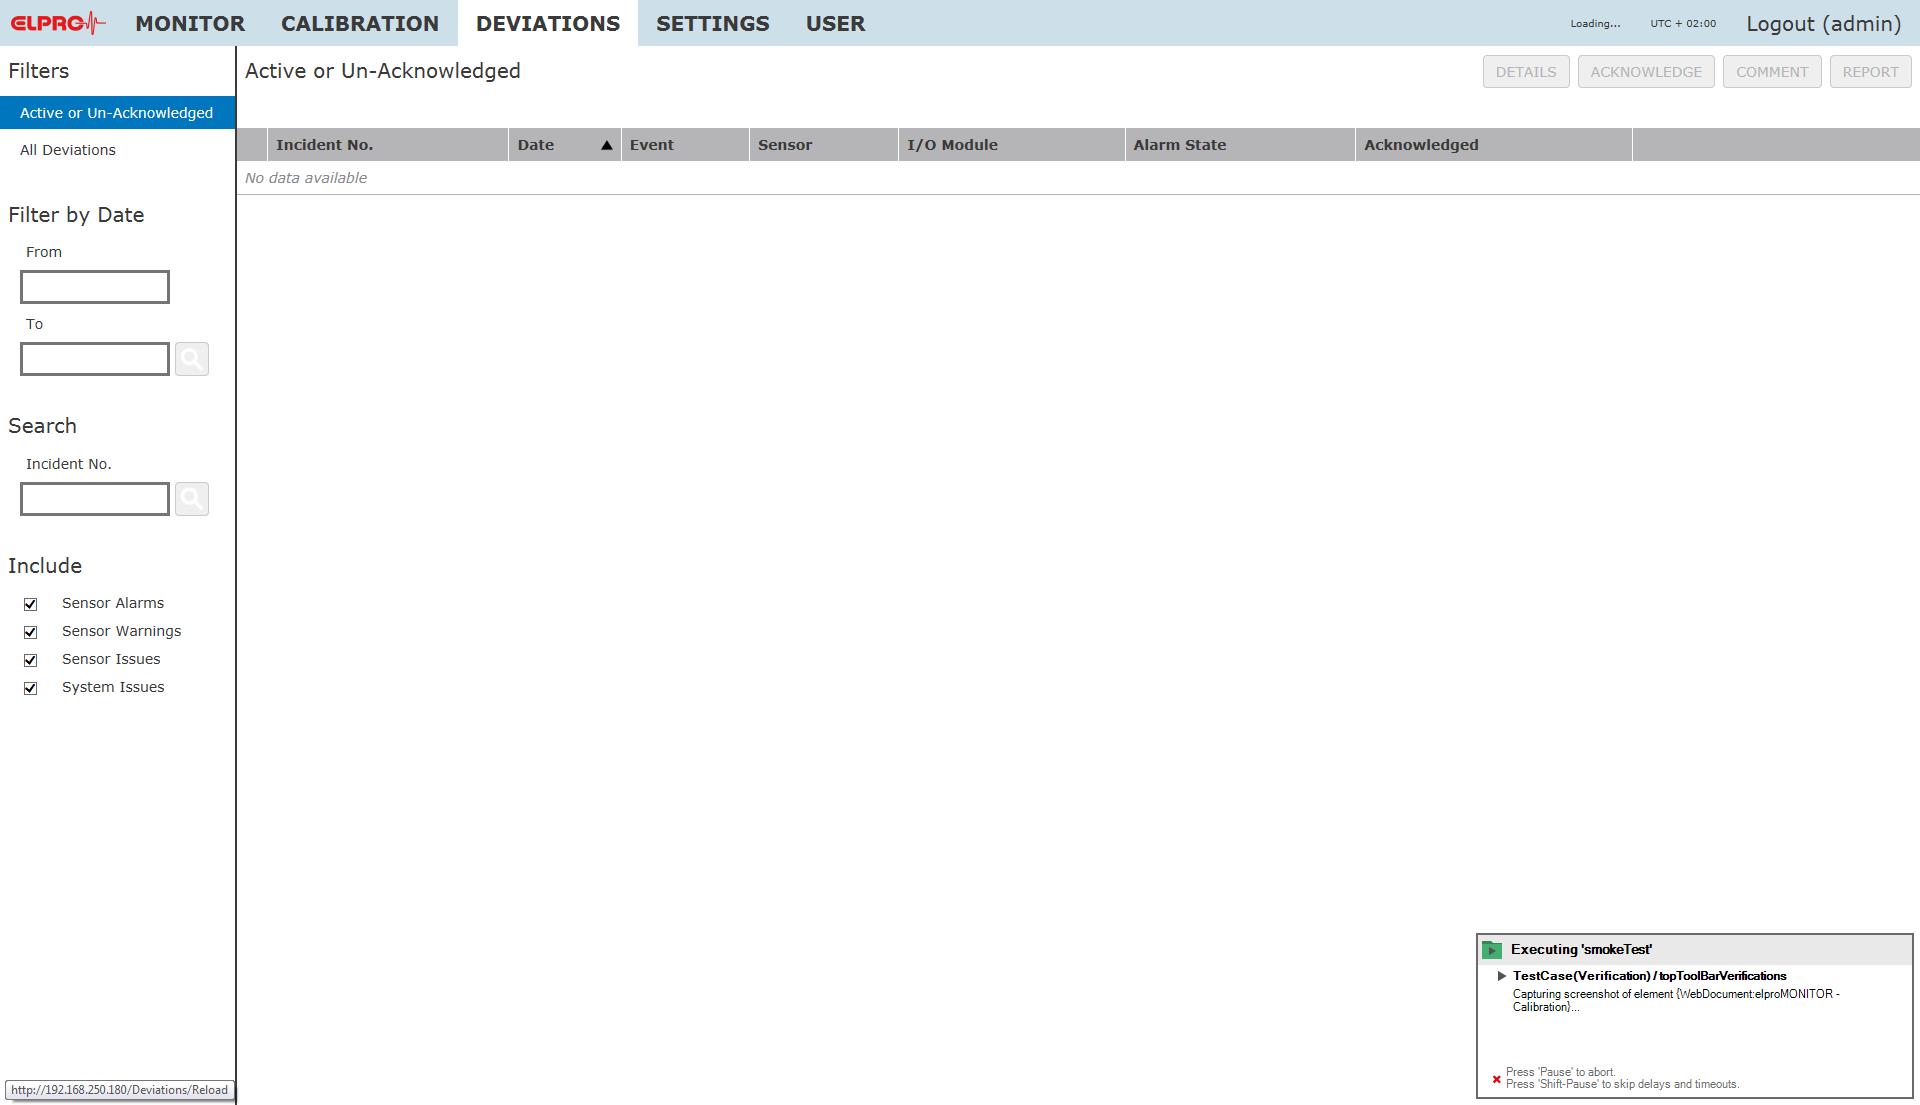 ELPRO MONITOR CALIBRATION DEVIATIONS SETTINGS USER Loading... UTC + 02:00 Logout (admin)
Filters
Active or Un-Acknowledged
All Deviations
Filter by Date
From
To
Search
Incident No.
Include
Sensor Alarms
Sensor Warnings
Sensor Issues
System Issues
Active or Un-Acknowledged DETAILS ACKNOWLEDGE COMMENT REPORT
Incident No. Date Event Sensor I/O Module Alarm State Acknowledged
No data available
Executing 'smokeTest'
TestCase(Verification) / topToolBarVerifications
Capturing screenshot of element {WebDocument:elproMONITOR -
Calibration}...
Press 'Pause' to abort.
Press 'Shift-Pause' to skip delays and timeouts.
http://192.168.250.180/Deviations/Reload